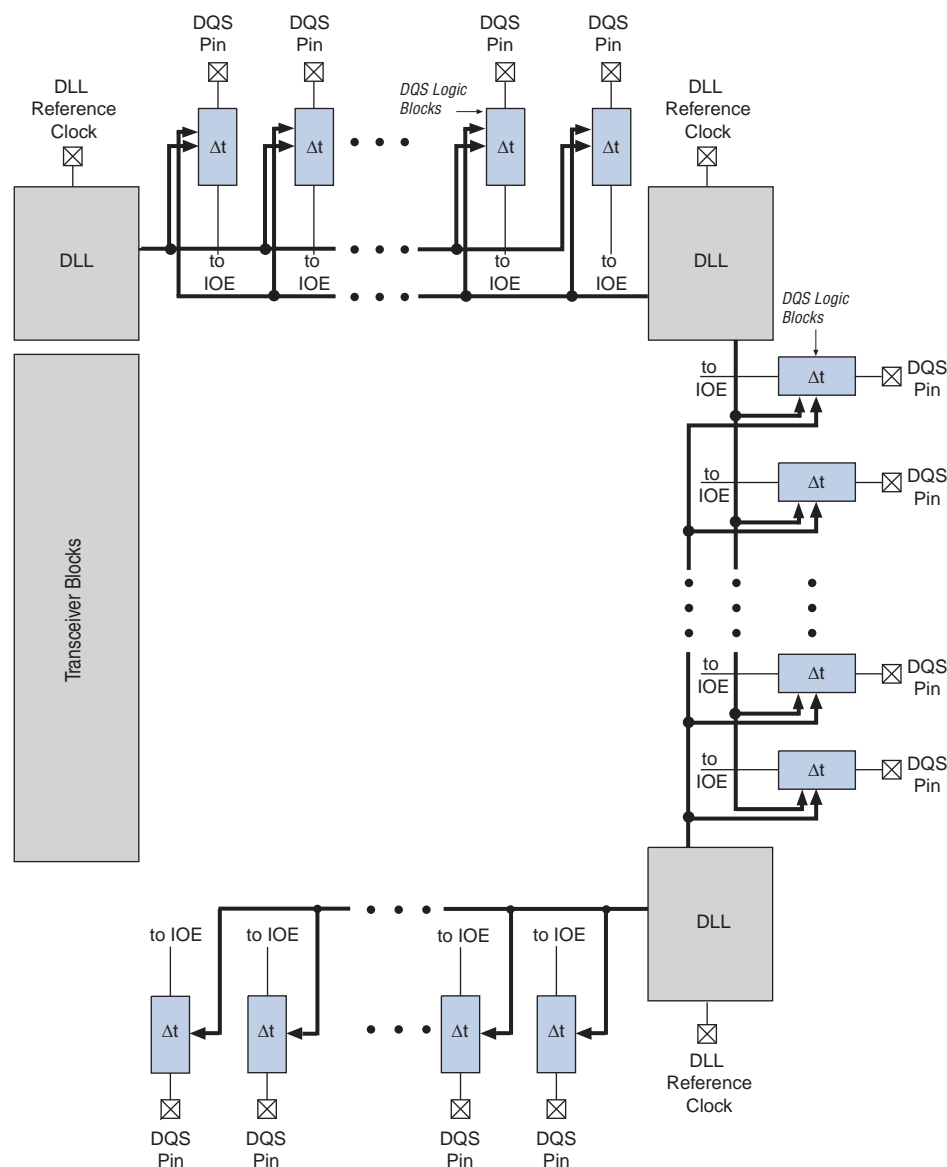 DQS
Pin
DQS
Pin
DQS
Pin
DQS
Pin
DLL
Reference
Clock
DQS Logic
Blocks
DLL
Reference
Clock
Δt
Δt
Δt
Δt
DLL
to
IOE
to
IOE
to
IOE
to
IOE
DLL
DQS Logic
Blocks
to
IOE
Δt
DQS
Pin
to
IOE
Δt
DQS
Pin
Transceiver Blocks
to
IOE
Δt
DQS
Pin
to
IOE
Δt
DQS
Pin
DLL
to IOE
to IOE
to IOE
to IOE
Δt
Δt
Δt
Δt
DLL
Reference
Clock
DQS
Pin
DQS
Pin
DQS
Pin
DQS
Pin